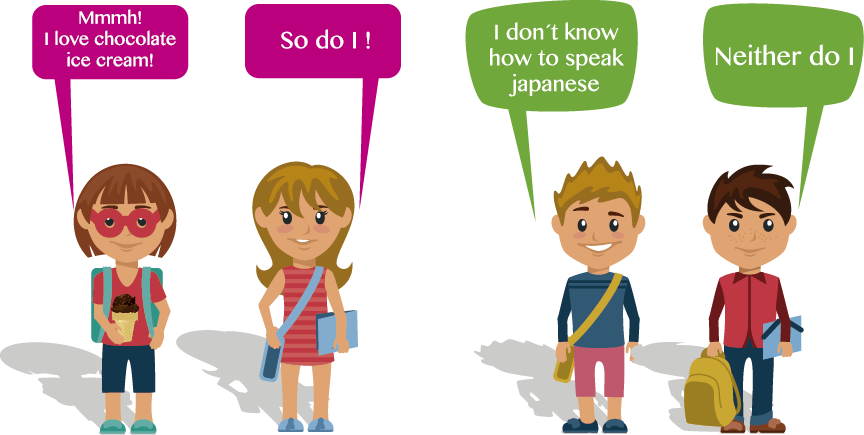 Mmmh!
I love chocolate
ice cream!
So do I !
I don´t know
how to speak
japanese
Neither do I